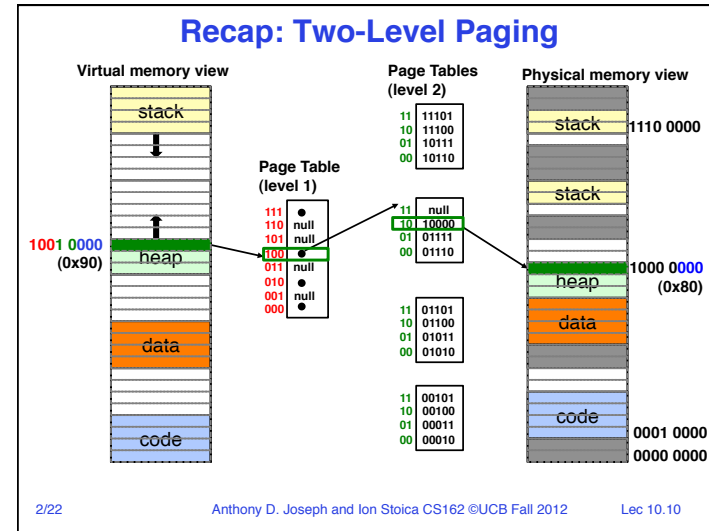 Recap: Two-Level Paging
Virtual memory view
stack
1001 0000
(0x90)
heap
data
code
Page Table
(level 1)
111 ●
110 null
101 null
100 ●
011 null
010 ●
001 null
000 ●
Page Tables
(level 2)
11 11101
10 11100
01 10111
00 10110
11 null
10 10000
01 01111
00 01110
11 01101
10 01100
01 01011
00 01010
11 00101
10 00100
01 00011
00 00010
Physical memory view
stack
1110 0000
stack
1000 0000
(0x80)
heap
data
code
0001 0000
0000 0000
2/22 Anthony D. Joseph and Ion Stoica CS162 ©UCB Fall 2012 Lec 10.10